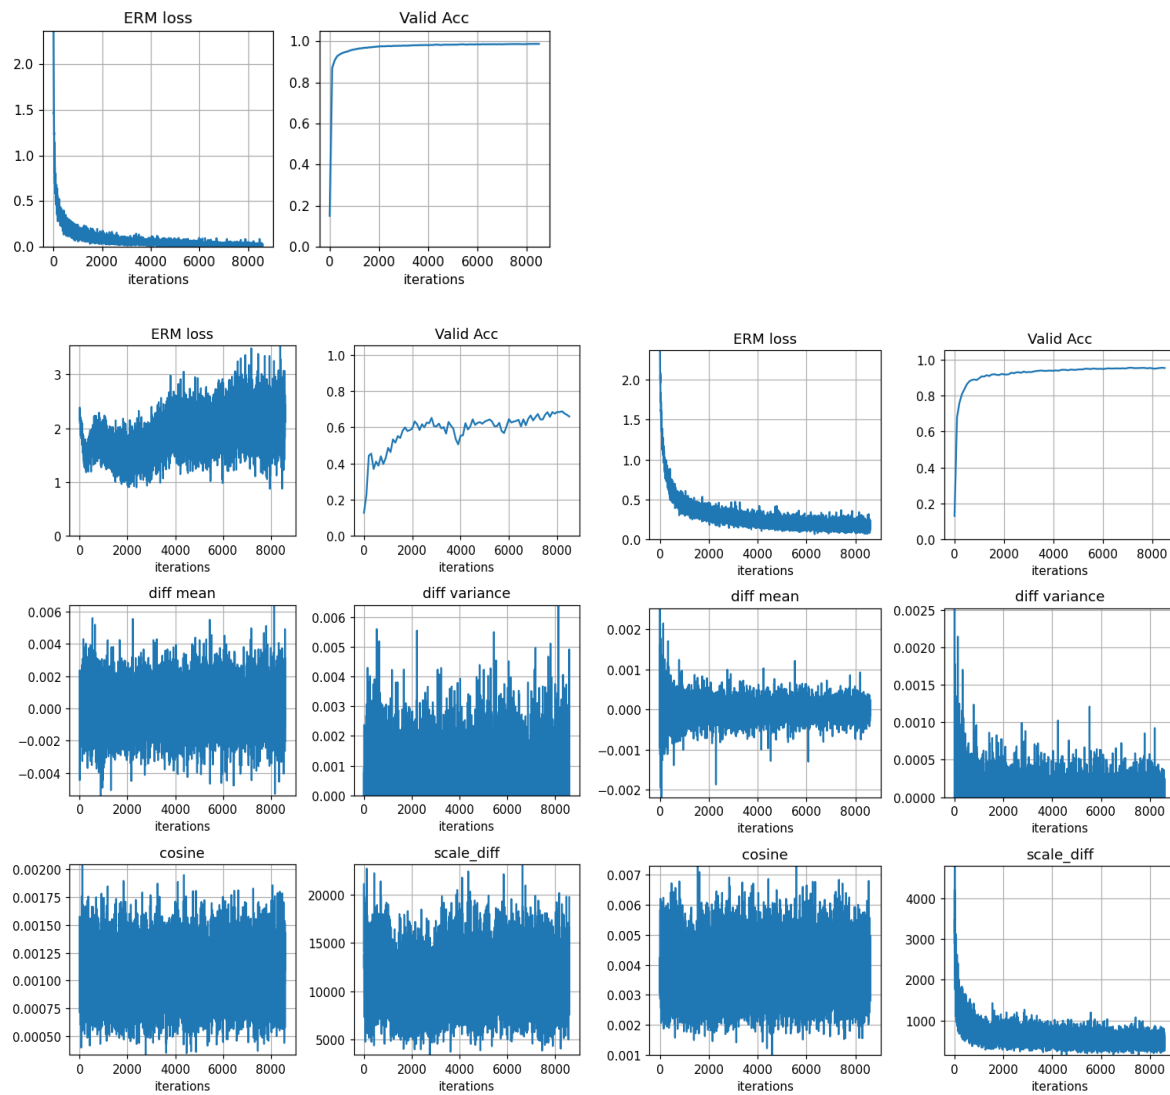 ERM loss Valid Acc
2.0 1.0
0.8
1.5
0.6
1.0
0.4
0.5
0.2
0.0 0.0
0 2000 4000 6000 8000 0 2000 4000 6000 8000
iterations iterations
ERM loss Valid Acc
3 1.0
0.8
2 0.6
0.4
1
0.2
0 0.0
0 2000 4000 6000 8000 0 2000 4000 6000 8000
iterations iterations
ERM loss Valid Acc
2.0 1.0
0.8
1.5
0.6
1.0
0.4
0.5
0.2
0.0 0.0
0 2000 4000 6000 8000 0 2000 4000 6000 8000
iterations iterations
diff mean diff variance
0.006 0.006
0.004 0.005
0.002 0.004
0.000 0.003
−0.002 0.002
−0.004 0.001
0.000
0 2000 4000 6000 8000 0 2000 4000 6000 8000
iterations iterations
diff mean diff variance
0.002 0.0025
0.001 0.0020
0.000 0.0015
−0.001 0.0010
−0.002 0.0005
0.0000
0 2000 4000 6000 8000 0 2000 4000 6000 8000
iterations iterations
cosine scale_diff
0.00200 20000
0.00175
0.00150 15000
0.00125
0.00100 10000
0.00075
0.00050 5000
0 2000 4000 6000 8000 0 2000 4000 6000 8000
iterations iterations
cosine scale_diff
0.007 4000
0.006
0.005 3000
0.004 2000
0.003
0.002 1000
0.001
0 2000 4000 6000 8000 0 2000 4000 6000 8000
iterations iterations